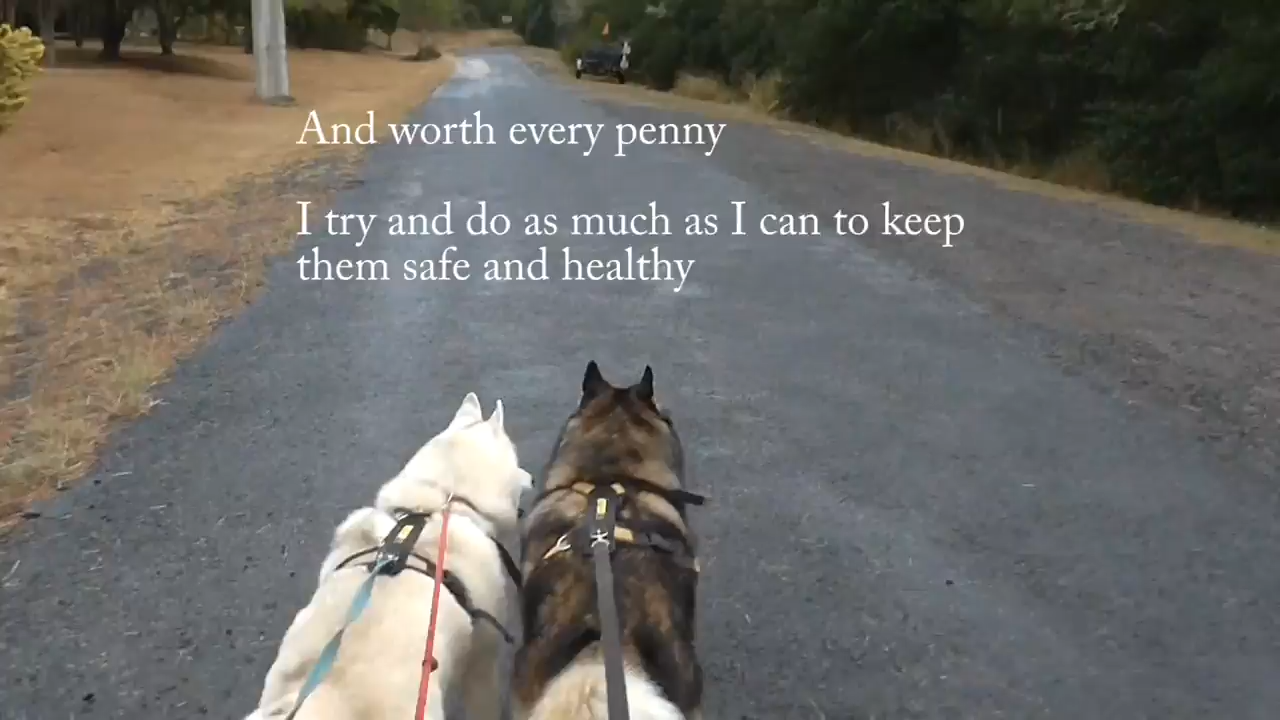 And worth every penny
I try and do as much as I can to keep
them safe and healthy